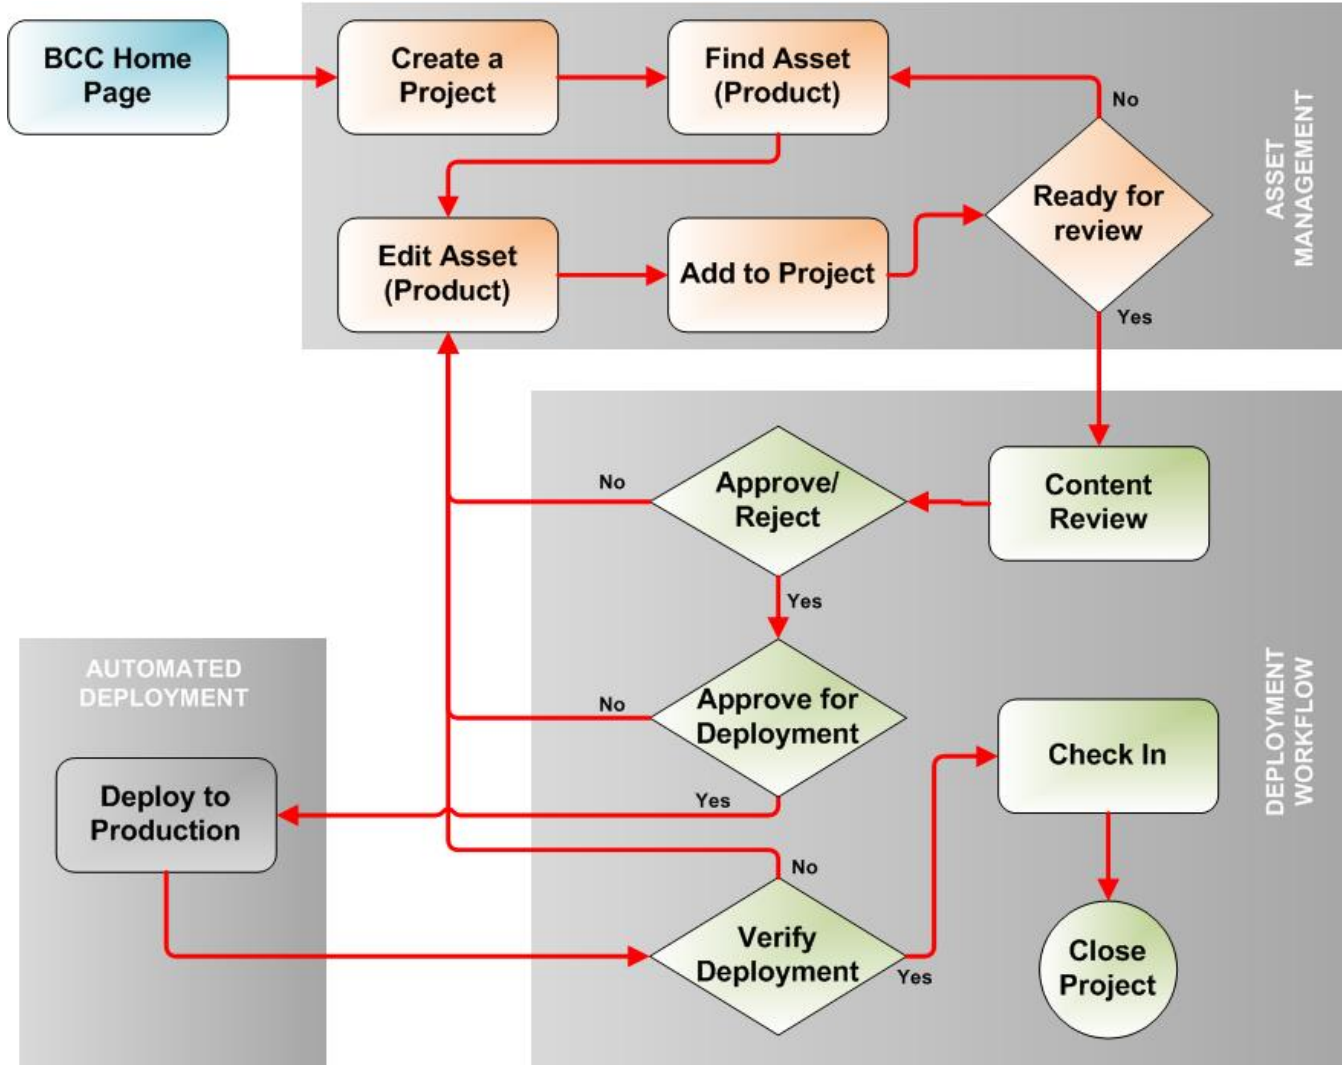 BCC Home
Page
Create a
Project
Find Asset
(Product)
No
Ready for
review
ASSET
MANAGEMENT
Edit Asset
(Product)
Add to Project
Yes
Approve/
Reject
No
Content
Review
Yes
AUTOMATED
DEPLOYMENT
Approve for
Deployment
No
Check In
DEPLOYMENT
WORKFLOW
Deploy to
Production
Yes
No
Verify
Deployment
Yes
Close
Project